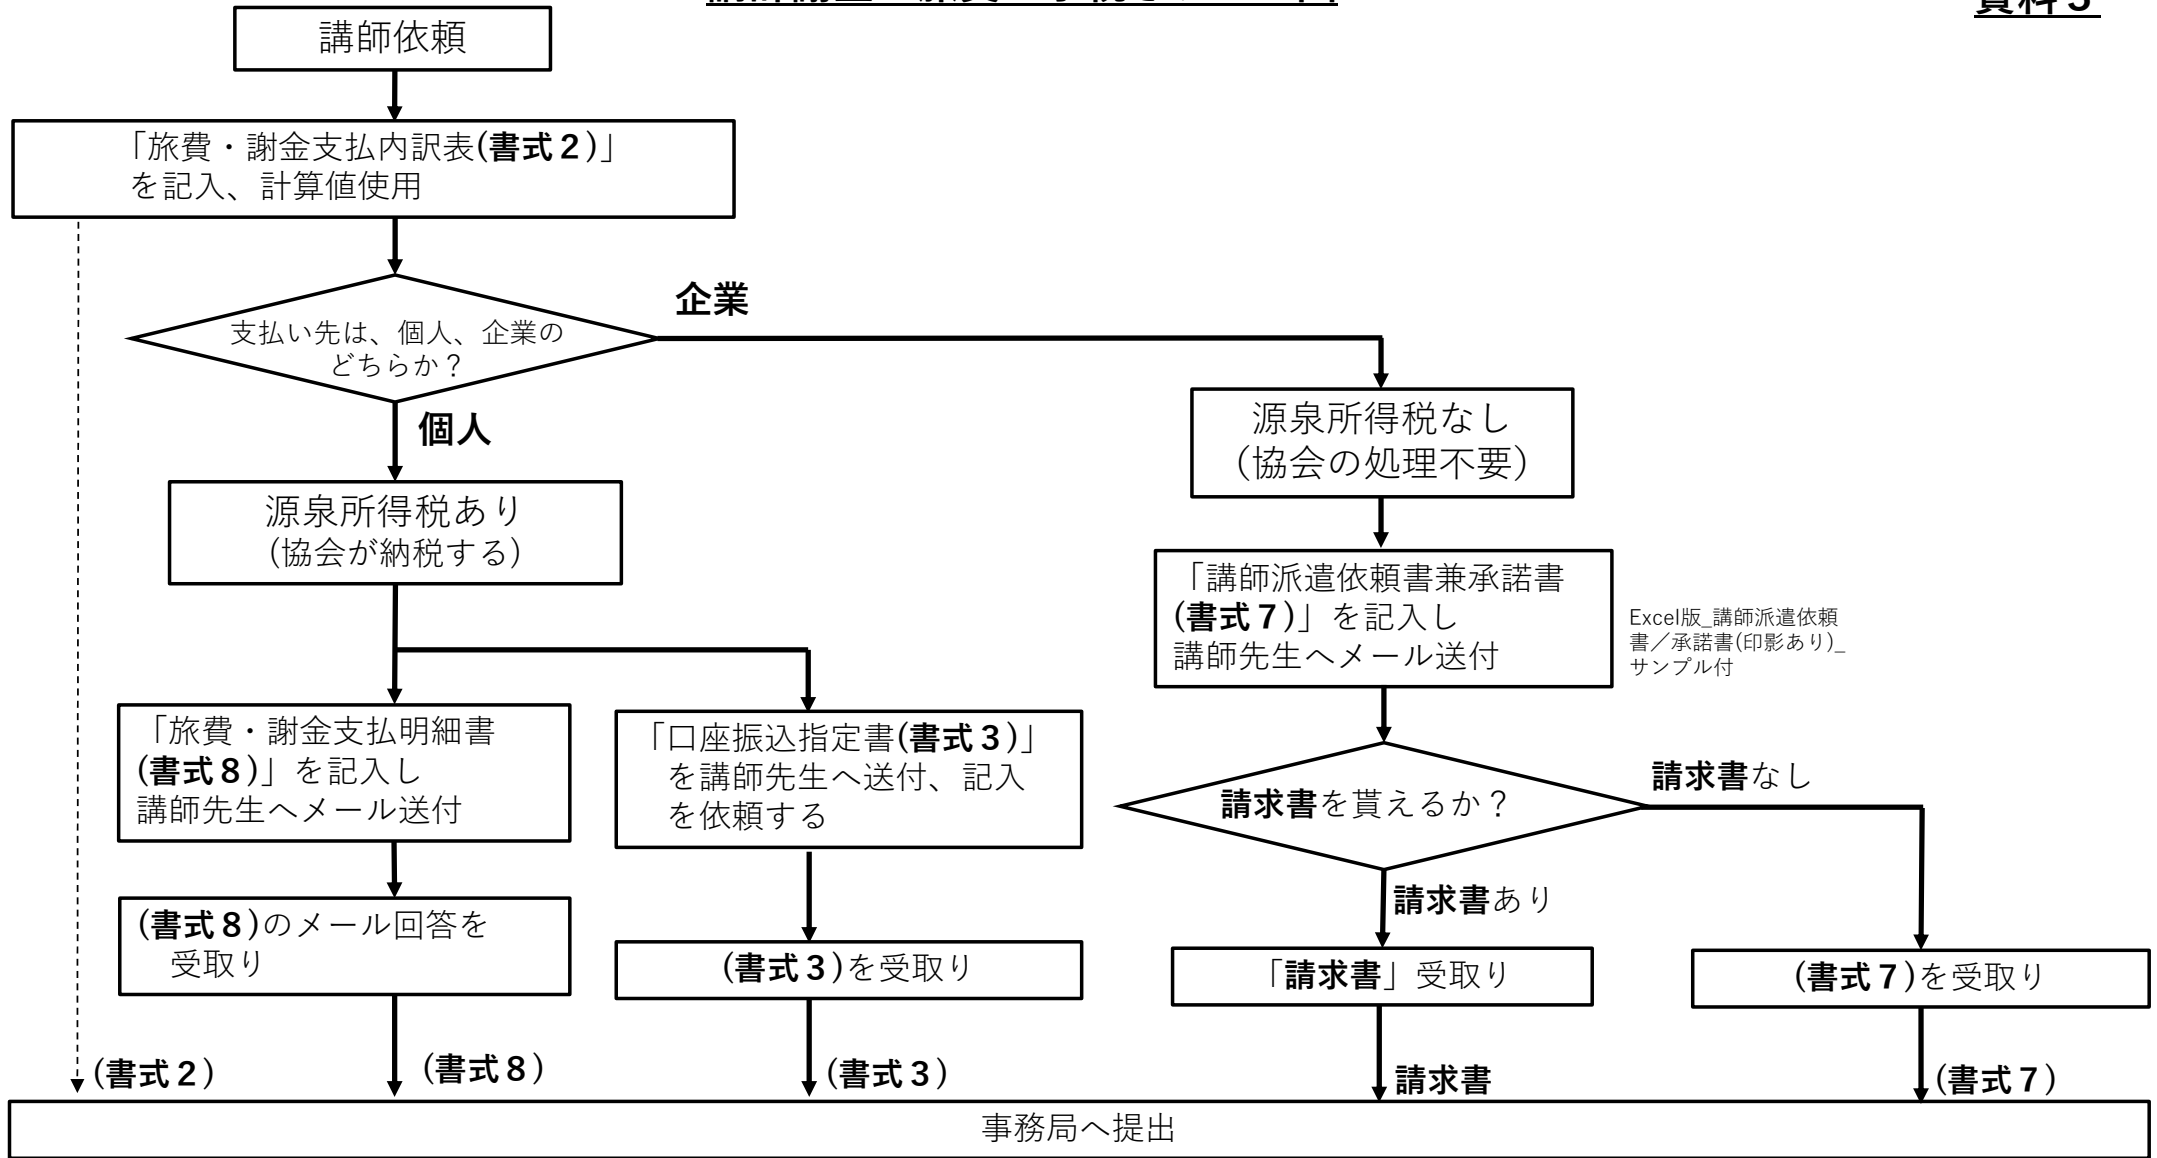 資料3
講師依頼
「旅費・謝金支払内訳表(書式２)」
を記入、計算値使用
支払い先は、個人、企業の
どちらか？
企業
個人
源泉所得税なし
(協会の処理不要)
源泉所得税あり
(協会が納税する)
「講師派遣依頼書兼承諾書
(書式７)」を記入し
講師先生へメール送付
Excel版_講師派遣依頼
書／承諾書(印影あり)_
サンプル付
「旅費・謝金支払明細書
(書式８)」を記入し
講師先生へメール送付
「口座振込指定書(書式３)」
を講師先生へ送付、記入
を依頼する
請求書を貰えるか？
請求書なし
請求書あり
(書式８)のメール回答を
受取り
(書式３)を受取り
「請求書」受取り
(書式７)を受取り
(書式２)
(書式８)
(書式３)
請求書
(書式７)
事務局へ提出